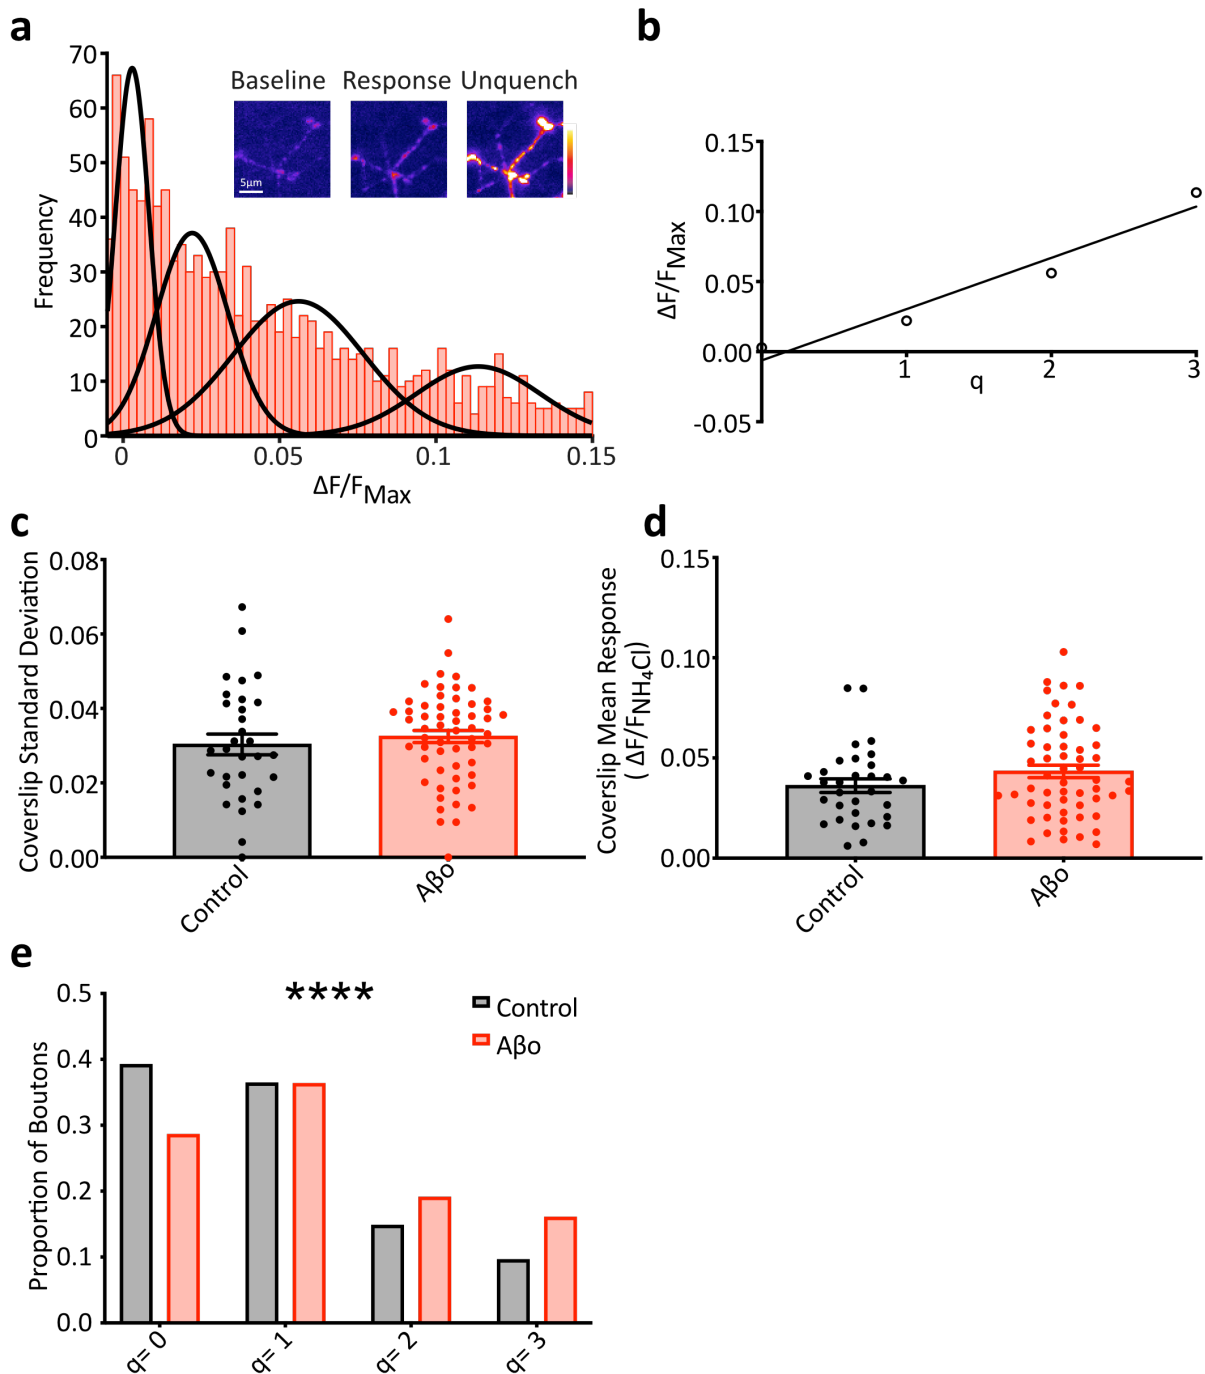 a
70
60
50
40
30
20
10
0
Frequency
Baseline Response Unquench
5µm
0 0.05 0.1 0.15
ΔF/FMax
b
0.15
0.10
0.05
0.00
-0.05
ΔF/FMax
1 2 3
q
c
0.08
0.06
0.04
0.02
0.00
Coverslip Standard Deviation
Control Aβo
d
0.15
0.10
0.05
0.00
Coverslip Mean Response
( ΔF/FNH₄Cl)
Control Aβo
e
0.5
0.4
0.3
0.2
0.1
0.0
Proportion of Boutons
****
Control
Aβo
q= 0 q= 1 q= 2 q= 3